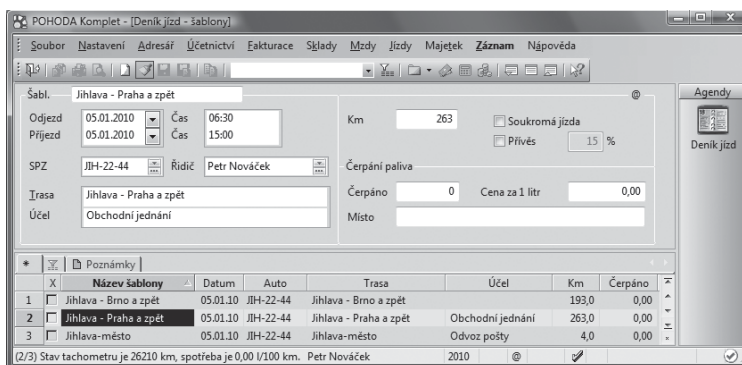 POHODA Komplet - [Deník jízd - šablony]
Soubor Nastavení Adresář Účetnictví Fakturace Sklady Mzdy Jízdy Majetek Záznam Nápověda
Šabl. Jihlava - Praha a zpět @ Agendy
Odjezd 05.01.2010 Čas 06:30 Km 263 Soukromá jízda
Příjezd 05.01.2010 Čas 15:00 Přívěs 15 % Deník jízd
SPZ JIH-22-44 Řidič Petr Nováček Čerpání paliva
Trasa Jihlava - Praha a zpět Čerpáno 0 Cena za 1 litr 0,00
Účel Obchodní jednání Místo
* Poznámky
X Název šablony Datum Auto Trasa Účel Km Čerpáno
1 Jihlava - Brno a zpět 05.01.10 JIH-22-44 Jihlava - Brno a zpět 193,0 0,00
2 Jihlava - Praha a zpět 05.01.10 JIH-22-44 Jihlava - Praha a zpět Obchodní jednání 263,0 0,00
3 Jihlava-město 05.01.10 JIH-22-44 Jihlava-město Odvoz pošty 4,0 0,00
(2/3) Stav tachometru je 26210 km, spotřeba je 0,00 l/100 km. Petr Nováček 2010 @